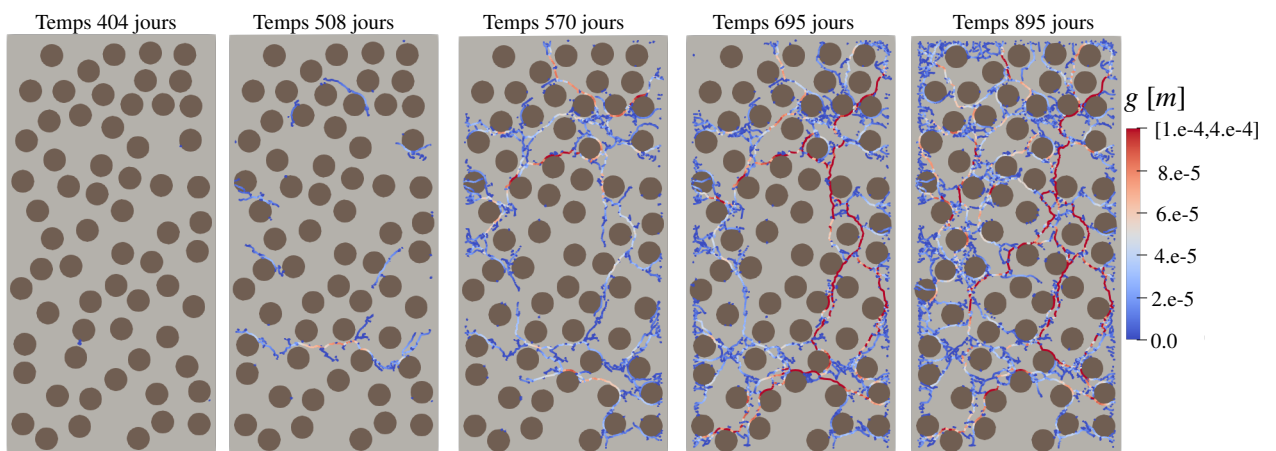 Temps 404 jours
Temps 508 jours
Temps 570 jours
Temps 695 jours
Temps 895 jours
g [m]
[1.e-4,4.e-4]
8.e-5
6.e-5
4.e-5
2.e-5
0.0